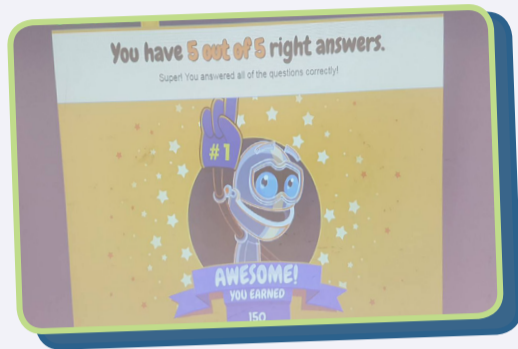 You have 5 out of 5 right answers.
Super! You answered all of the questions correctly!
#1
AWESOME!
YOU EARNED
150